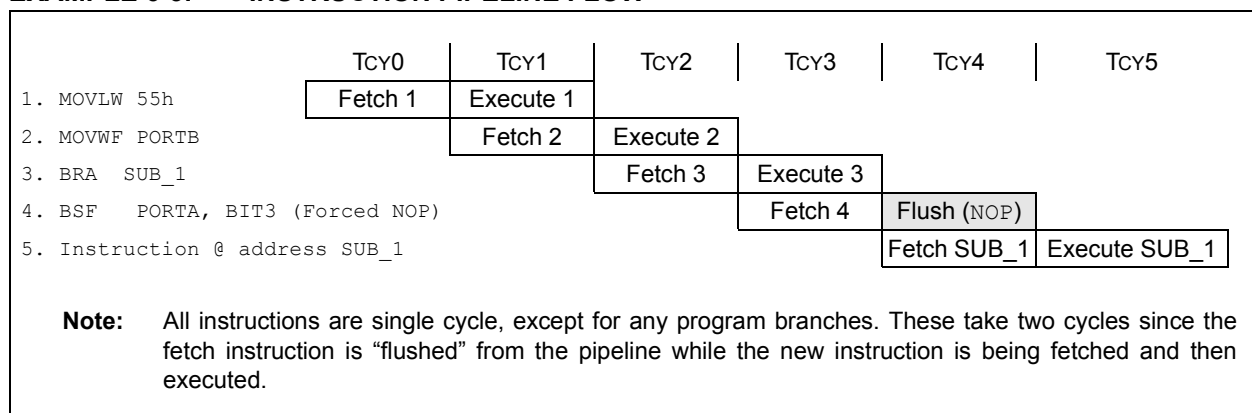 TCY0 TCY1 TCY2 TCY3 TCY4 TCY5
1. MOVLW 55h Fetch 1 Execute 1
2. MOVWF PORTB Fetch 2 Execute 2
3. BRA SUB_1 Fetch 3 Execute 3
4. BSF PORTA, BIT3 (Forced NOP) Fetch 4 Flush (NOP)
5. Instruction @ address SUB_1 Fetch SUB_1 Execute SUB_1
Note: All instructions are single cycle, except for any program branches. These take two cycles since the
fetch instruction is “flushed” from the pipeline while the new instruction is being fetched and then
executed.